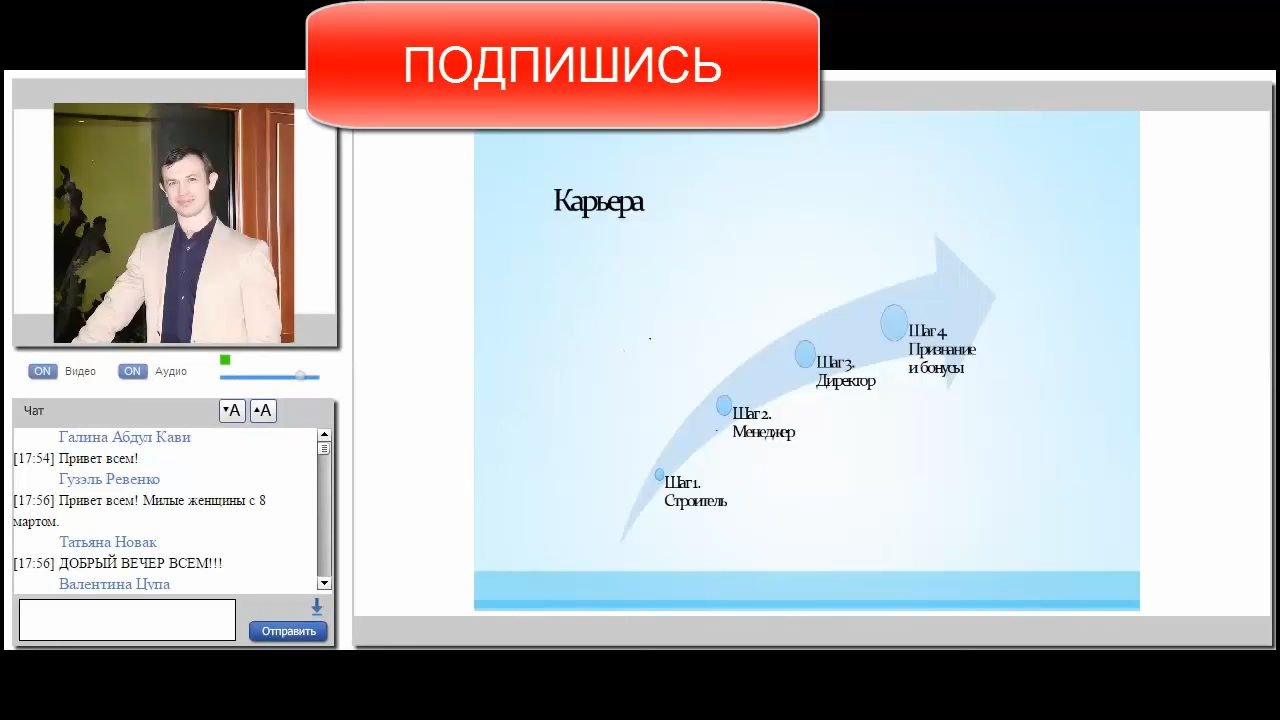 ПОДПИШИСЬ
Карьера
Шаг 4.
Признание
и бонусы
Шаг 3.
Директор
Шаг 2.
Менеджер
Шаг 1.
Строитель
ON Видео ON Аудио
Чат
▾A ▴A
Галина Абдул Кави
[17:54] Привет всем!
Гузэль Ревенко
[17:56] Привет всем! Милые женщины с 8
мартом.
Татьяна Новак
[17:56] ДОБРЫЙ ВЕЧЕР ВСЕМ!!!
Валентина Цупа
Отправить